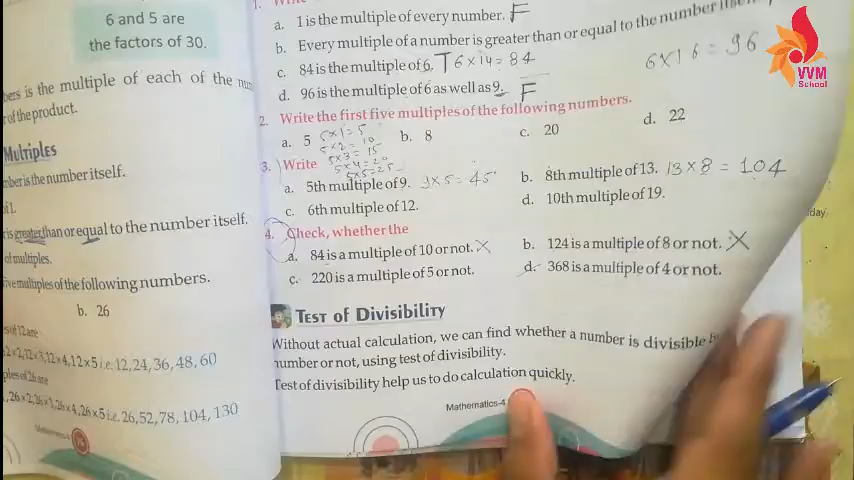 6 and 5 are
the factors of 30.
bers is the multiple of each of the
of the product.
MULTIPLES
mber is the number itself.
of 1.
is greater than or equal to the number itself.
of multiples.
five multiples of the following numbers.
b. 26
s of 12 are
2×2, 12×3, 12×4, 12×5 i.e. 12, 24, 36, 48, 60
ples of 26 are
, 26×2, 26×3, 26×4, 26×5 i.e. 26, 52, 78, 104, 130
Mathematics-4
1.
a. 1 is the multiple of every number. F
b. Every multiple of a number is greater than or equal to the number itself.
c. 84 is the multiple of 6. T 6×14=84
6×16=96
d. 96 is the multiple of 6 as well as 9. F
2. Write the first five multiples of the following numbers.
a. 5 b. 8 c. 20 d. 22
5×1=5
5×2=10
5×3=15
5×4=20
5×5=25
3. Write
a. 5th multiple of 9. 9×5=45 b. 8th multiple of 13. 13×8=104
c. 6th multiple of 12. d. 10th multiple of 19.
4. Check, whether the
a. 84 is a multiple of 10 or not. X b. 124 is a multiple of 8 or not. X
c. 220 is a multiple of 5 or not. d. 368 is a multiple of 4 or not.
TEST OF DIVISIBILITY
Without actual calculation, we can find whether a number is divisible
number or not, using test of divisibility.
Test of divisibility help us to do calculation quickly.
Mathematics-4
day
VVM
School